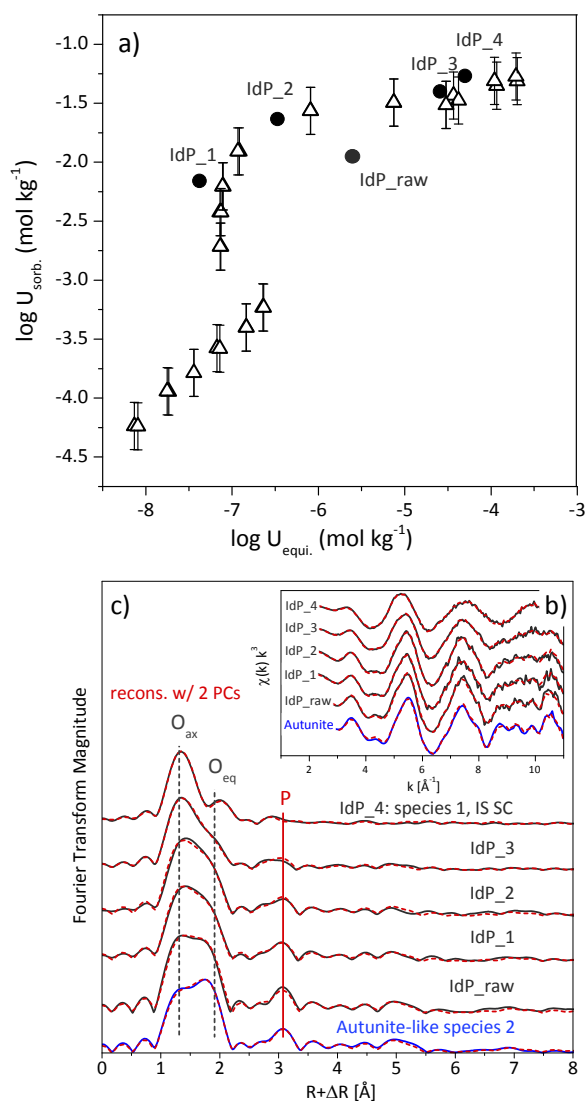 a)
IdP_4
IdP_3
IdP_2
IdP_1
IdP_raw
log U sorb. (mol kg⁻¹)
-1.0
-1.5
-2.0
-2.5
-3.0
-3.5
-4.0
-4.5
-8 -7 -6 -5 -4 -3
log U equi. (mol kg⁻¹)
c)
b)
IdP_4
IdP_3
IdP_2
IdP_1
IdP_raw
Autunite
χ(k) k³
2 4 6 8 10
k [Å⁻¹]
recons. w/ 2 PCs
O ax
O eq
P
IdP_4: species 1, IS SC
IdP_3
IdP_2
IdP_1
IdP_raw
Autunite-like species 2
Fourier Transform Magnitude
0 1 2 3 4 5 6 7 8
R+ΔR [Å]